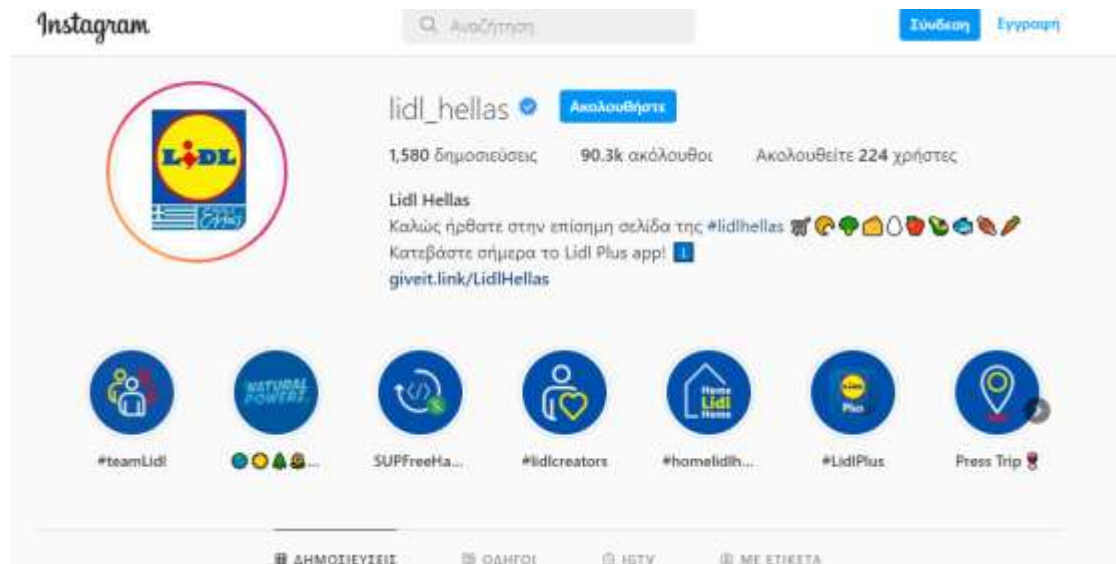 Instagram
Αναζήτηση
Σύνδεση Εγγραφή
LIDL
lidl_hellas Ακολουθήστε
1,580 δημοσιεύσεις 90.3k ακόλουθοι Ακολουθείτε 224 χρήστες
Lidl Hellas
Καλώς ήρθατε στην επίσημη σελίδα της #lidlhellas
Κατεβάστε σήμερα το Lidl Plus app!
giveit.link/LidlHellas
NATURAL POWERS.
Home Lidl Home
LIDL Plus
#teamLidl SUPFreeHa... #lidlcreators #homelidlh... #LidlPlus Press Trip
ΔΗΜΟΣΙΕΥΣΕΙΣ ΟΔΗΓΟΙ IGTV ΜΕ ΕΤΙΚΕΤΑ